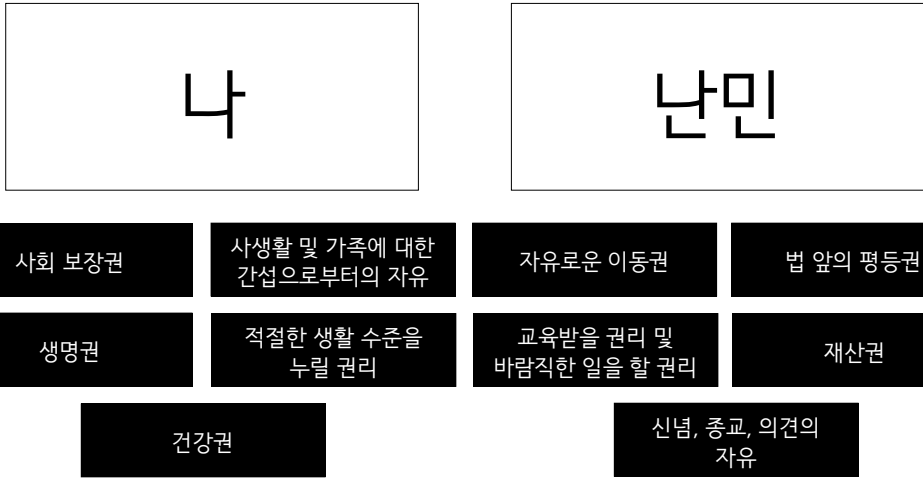 나
난민
사회 보장권
사생활 및 가족에 대한
간섭으로부터의 자유
자유로운 이동권
법 앞의 평등권
생명권
적절한 생활 수준을
누릴 권리
교육받을 권리 및
바람직한 일을 할 권리
재산권
건강권
신념, 종교, 의견의
자유